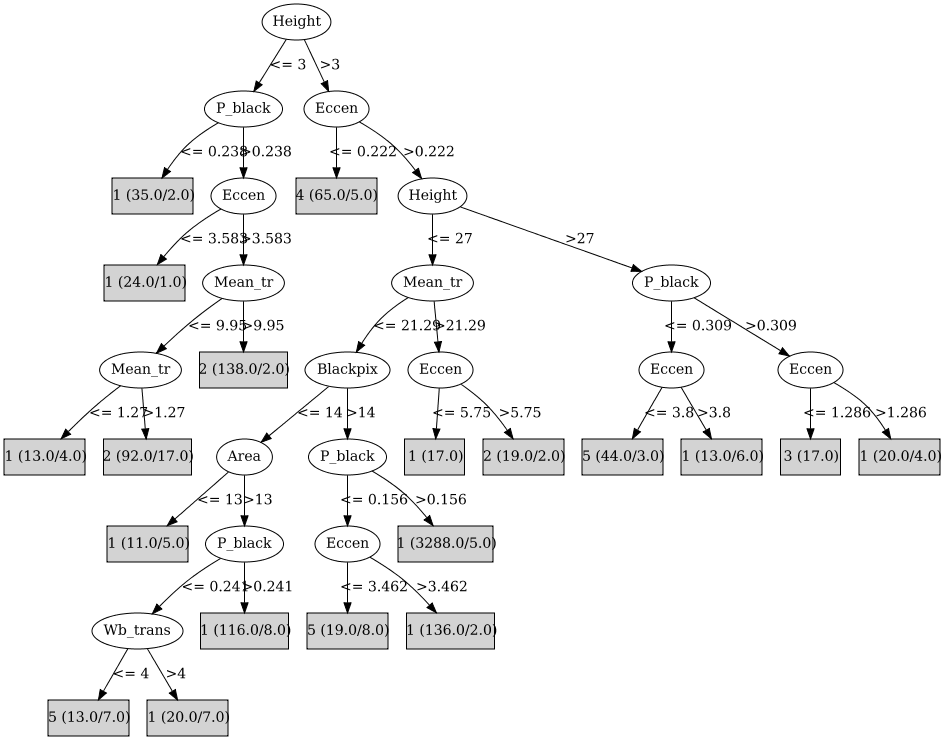 Height
<= 3 >3
P_black Eccen
<= 0.238 >0.238 <= 0.222 >0.222
1 (35.0/2.0) Eccen 4 (65.0/5.0) Height
<= 3.583 >3.583 <= 27 >27
1 (24.0/1.0) Mean_tr Mean_tr P_black
<= 9.95 >9.95 <= 21.29 >21.29 <= 0.309 >0.309
Mean_tr 2 (138.0/2.0) Blackpix Eccen Eccen Eccen
<= 1.27 >1.27 <= 14 >14 <= 5.75 >5.75 <= 3.8 >3.8 <= 1.286 >1.286
1 (13.0/4.0) 2 (92.0/17.0) Area P_black 1 (17.0) 2 (19.0/2.0) 5 (44.0/3.0) 1 (13.0/6.0) 3 (17.0) 1 (20.0/4.0)
<= 13 >13 <= 0.156 >0.156
1 (11.0/5.0) P_black Eccen 1 (3288.0/5.0)
<= 0.241 >0.241 <= 3.462 >3.462
Wb_trans 1 (116.0/8.0) 5 (19.0/8.0) 1 (136.0/2.0)
<= 4 >4
5 (13.0/7.0) 1 (20.0/7.0)